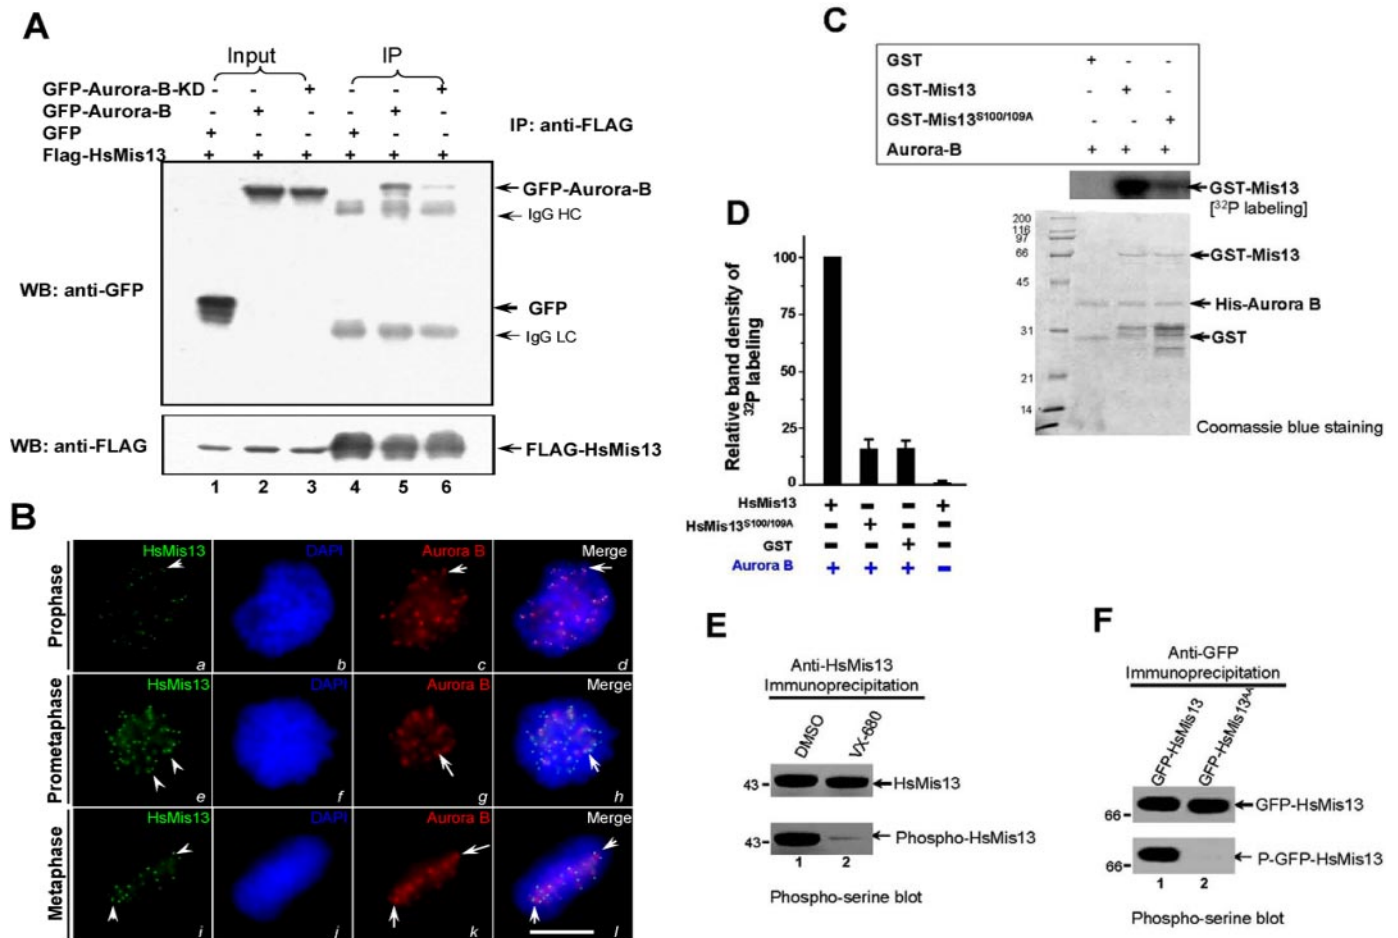 A
Input
IP
GFP-Aurora-B-KD - - + - - +
GFP-Aurora-B - + - - + -
GFP + - - + - -
Flag-HsMis13 + + + + + +
IP: anti-FLAG
GFP-Aurora-B
IgG HC
WB: anti-GFP
GFP
IgG LC
WB: anti-FLAG
FLAG-HsMis13
1 2 3 4 5 6
B
Prophase
HsMis13 DAPI Aurora B Merge
a b c d
Prometaphase
HsMis13 DAPI Aurora B Merge
e f g h
Metaphase
HsMis13 DAPI Aurora B Merge
i j k l
C
GST + - -
GST-Mis13 - + -
GST-Mis13S100/109A - - +
Aurora-B + + +
GST-Mis13
[32P labeling]
200
116
97
66
45
31
21
14
GST-Mis13
His-Aurora B
GST
Coomassie blue staining
D
Relative band density of
32P labeling
100
75
50
25
0
HsMis13 + - - +
HsMis13S100/109A - + - -
GST - - + -
Aurora B + + + -
E
Anti-HsMis13
Immunoprecipitation
DMSO
VX-680
43-
HsMis13
43-
Phospho-HsMis13
1 2
Phospho-serine blot
F
Anti-GFP
Immunoprecipitation
GFP-HsMis13
GFP-HsMis13AA
66-
GFP-HsMis13
66-
P-GFP-HsMis13
1 2
Phospho-serine blot